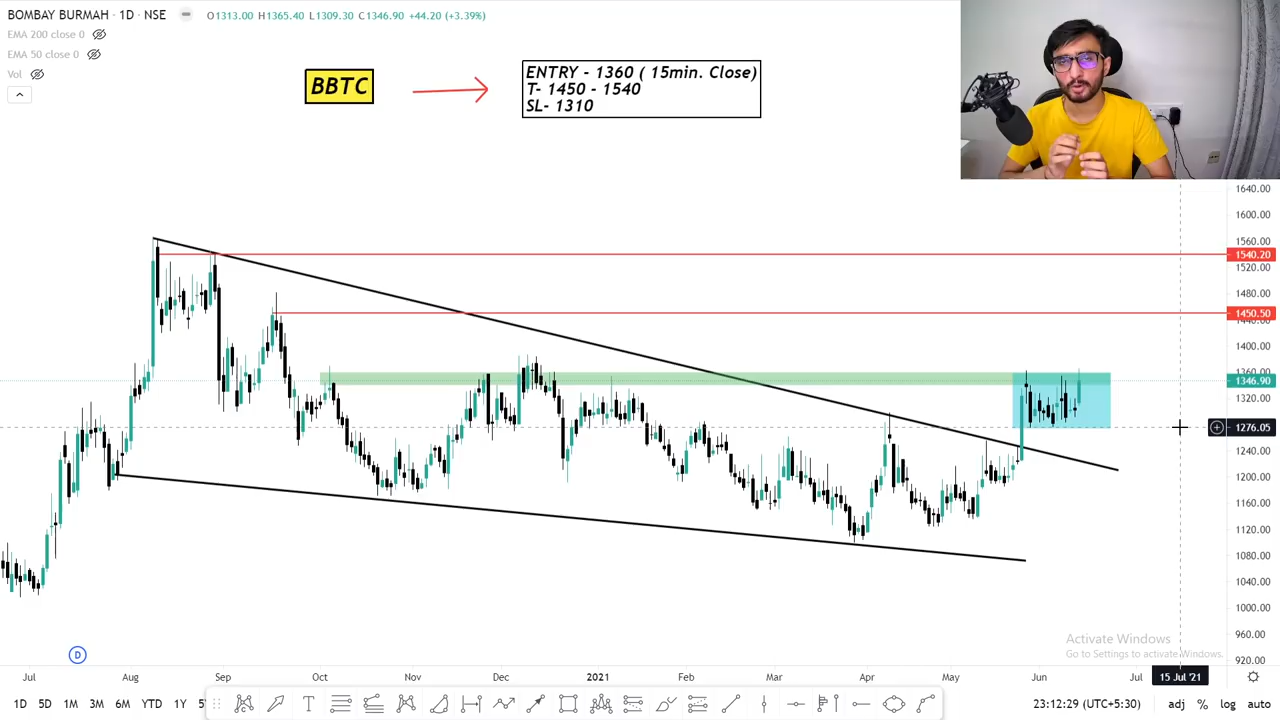 BOMBAY BURMAH · 1D · NSE O1313.00 H1365.40 L1309.30 C1346.90 +44.20 (+3.39%)
EMA 200 close 0
EMA 50 close 0
Vol
BBTC
ENTRY - 1360 ( 15min. Close)
T- 1450 - 1540
SL- 1310
1640.00
1600.00
1560.00
1540.20
1520.00
1480.00
1450.50
1440.00
1400.00
1360.00
1346.90
1320.00
1276.05
1240.00
1200.00
1160.00
1120.00
1080.00
1040.00
1000.00
960.00
920.00
Activate Windows
Go to Settings to activate Windows.
D
Jul Aug Sep Oct Nov Dec 2021 Feb Mar Apr May Jun Jul 15 Jul '21
1D 5D 1M 3M 6M YTD 1Y 23:12:29 (UTC+5:30) adj % log auto